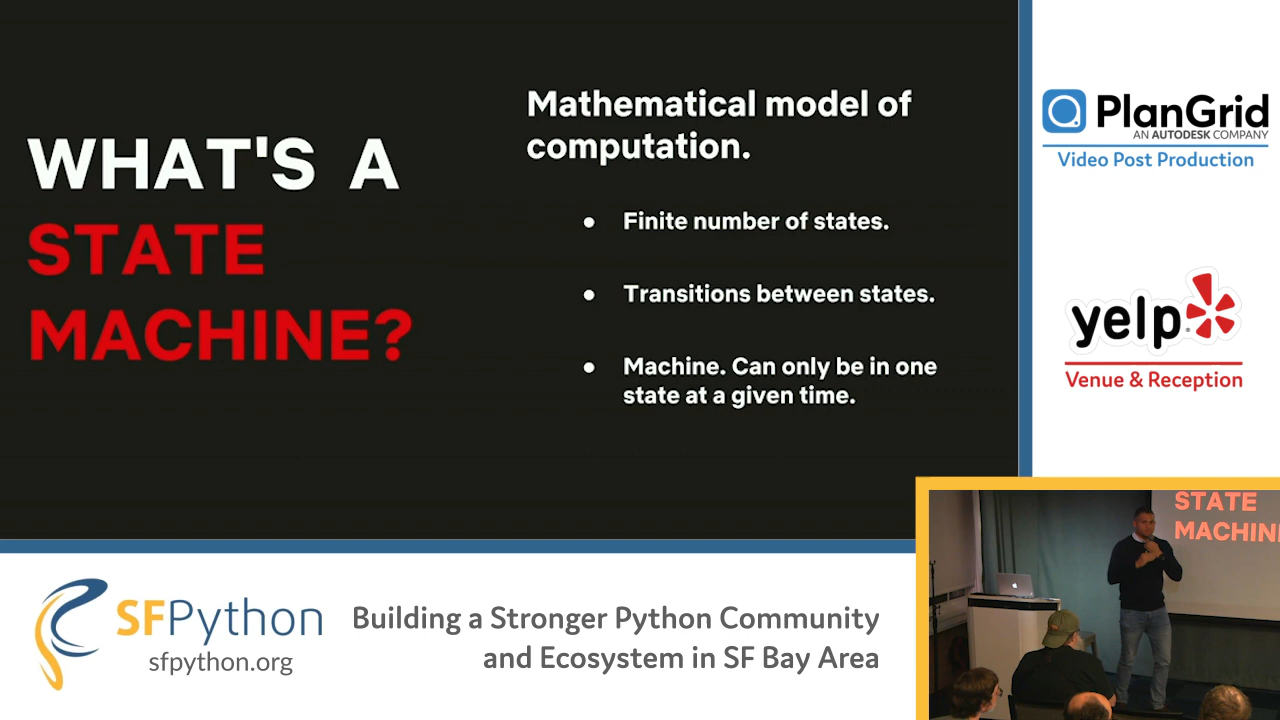 WHAT'S A
STATE
MACHINE?
Mathematical model of
computation.
● Finite number of states.
● Transitions between states.
● Machine. Can only be in one
state at a given time.
PlanGrid
AN AUTODESK COMPANY
Video Post Production
yelp
Venue & Reception
STATE
MACHIN
SFPython
sfpython.org
Building a Stronger Python Community
and Ecosystem in SF Bay Area